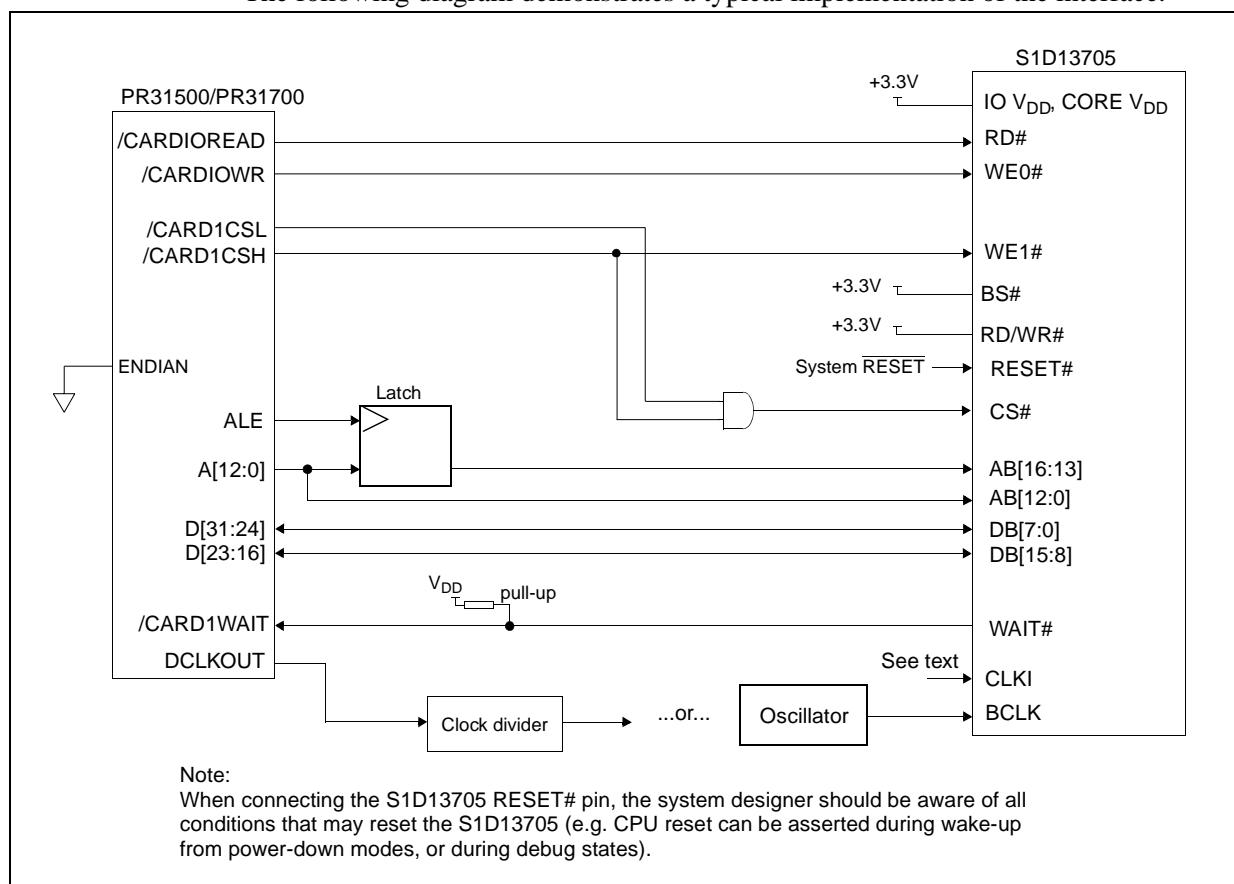 The following diagram demonstrates a typical implementation of the interface.
S1D13705
+3.3V
PR31500/PR31700
IO VDD, CORE VDD
/CARDIOREAD
RD#
/CARDIOWR
WE0#
/CARD1CSL
/CARD1CSH
WE1#
+3.3V
BS#
+3.3V
RD/WR#
ENDIAN
System RESET
RESET#
Latch
CS#
ALE
A[12:0]
AB[16:13]
AB[12:0]
D[31:24]
DB[7:0]
D[23:16]
DB[15:8]
VDD
pull-up
/CARD1WAIT
WAIT#
DCLKOUT
See text
CLKI
Clock divider
...or...
Oscillator
BCLK
Note:
When connecting the S1D13705 RESET# pin, the system designer should be aware of all
conditions that may reset the S1D13705 (e.g. CPU reset can be asserted during wake-up
from power-down modes, or during debug states).